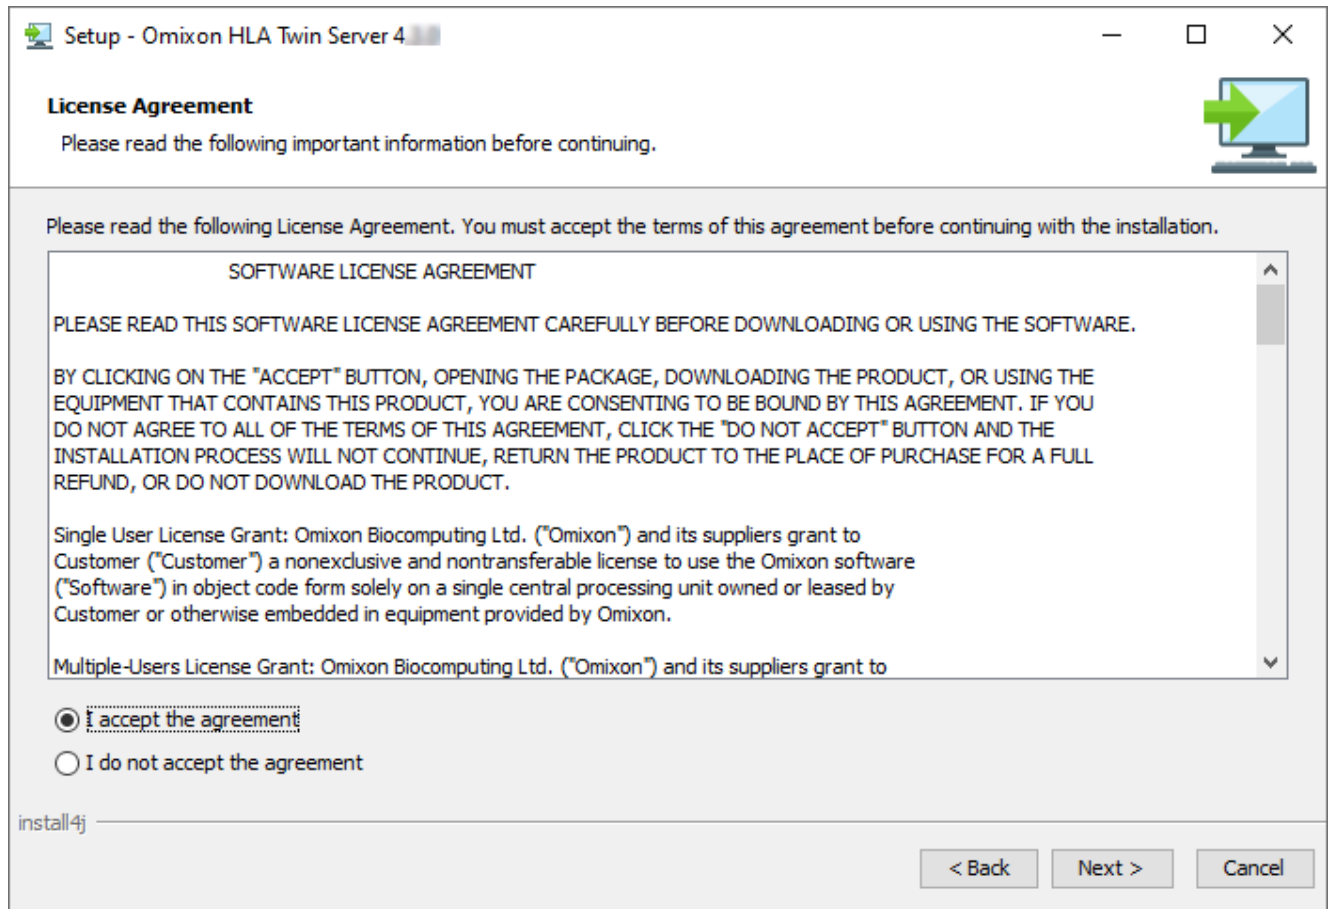 Setup - Omixon HLA Twin Server 4
License Agreement
Please read the following important information before continuing.
Please read the following License Agreement. You must accept the terms of this agreement before continuing with the installation.
SOFTWARE LICENSE AGREEMENT
PLEASE READ THIS SOFTWARE LICENSE AGREEMENT CAREFULLY BEFORE DOWNLOADING OR USING THE SOFTWARE.
BY CLICKING ON THE "ACCEPT" BUTTON, OPENING THE PACKAGE, DOWNLOADING THE PRODUCT, OR USING THE
EQUIPMENT THAT CONTAINS THIS PRODUCT, YOU ARE CONSENTING TO BE BOUND BY THIS AGREEMENT. IF YOU
DO NOT AGREE TO ALL OF THE TERMS OF THIS AGREEMENT, CLICK THE "DO NOT ACCEPT" BUTTON AND THE
INSTALLATION PROCESS WILL NOT CONTINUE, RETURN THE PRODUCT TO THE PLACE OF PURCHASE FOR A FULL
REFUND, OR DO NOT DOWNLOAD THE PRODUCT.
Single User License Grant: Omixon Biocomputing Ltd. ("Omixon") and its suppliers grant to
Customer ("Customer") a nonexclusive and nontransferable license to use the Omixon software
("Software") in object code form solely on a single central processing unit owned or leased by
Customer or otherwise embedded in equipment provided by Omixon.
Multiple-Users License Grant: Omixon Biocomputing Ltd. ("Omixon") and its suppliers grant to
I accept the agreement
I do not accept the agreement
install4j
< Back
Next >
Cancel